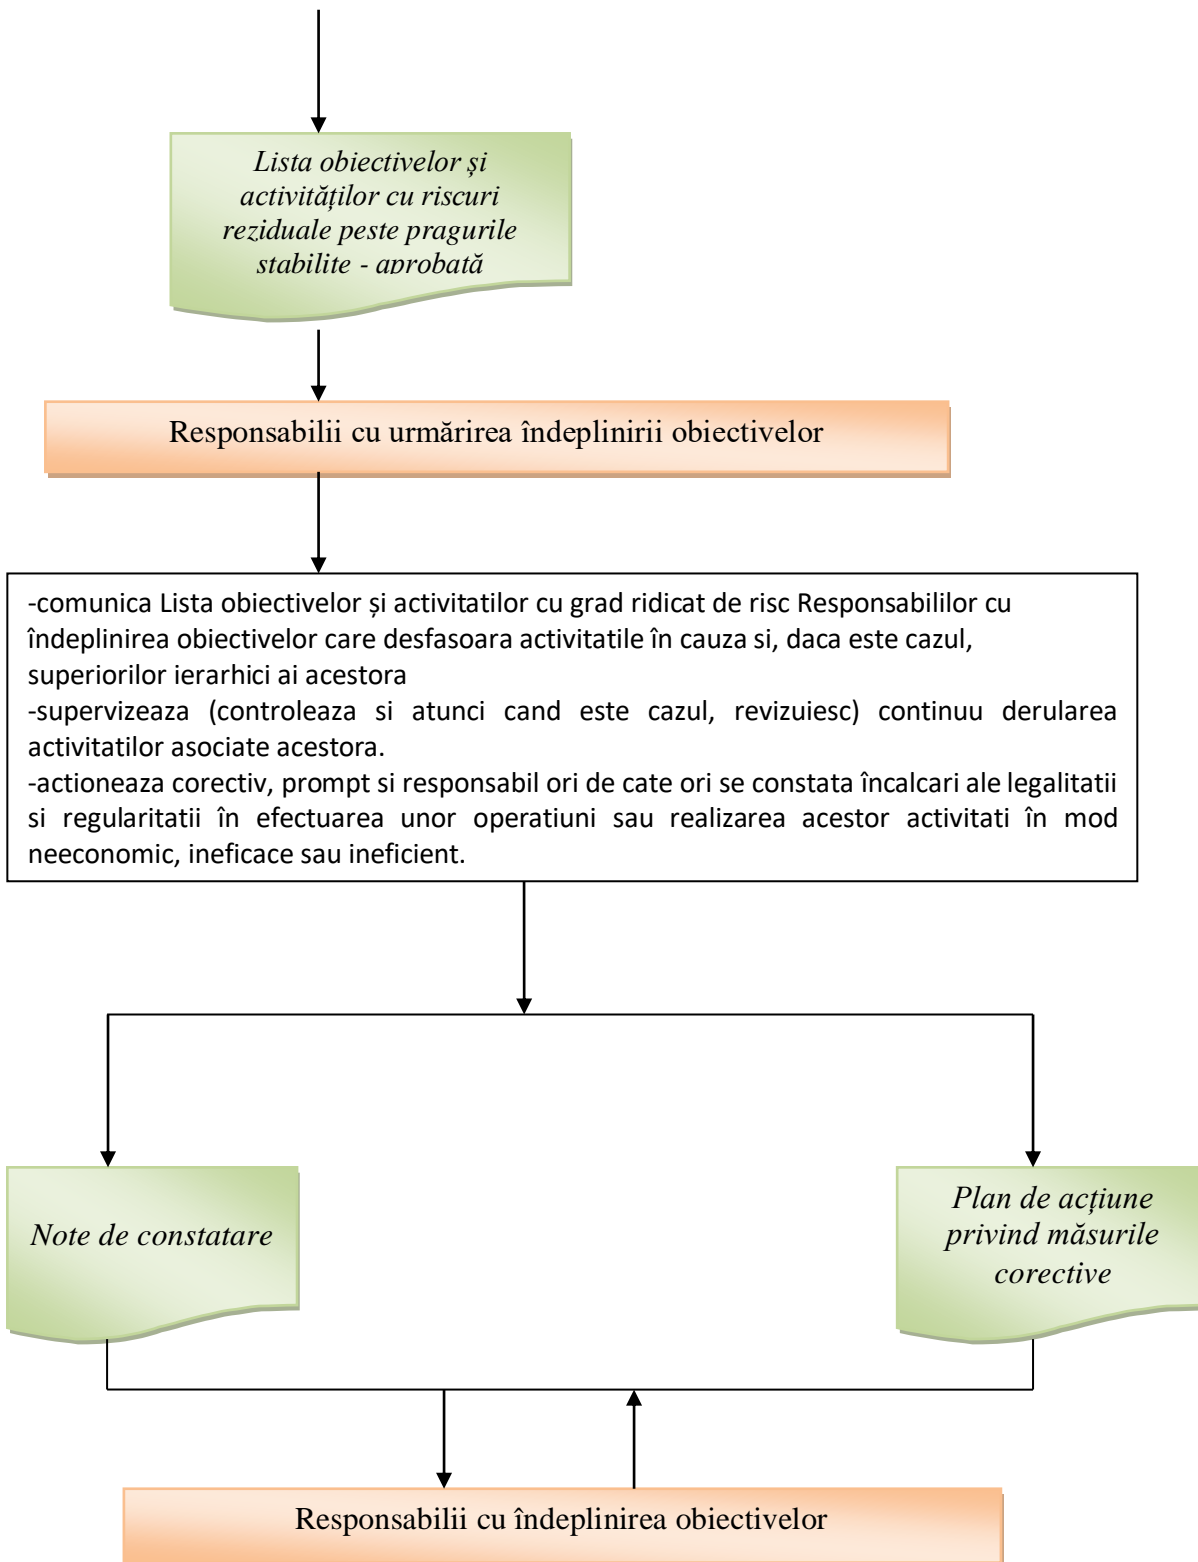 Lista obiectivelor și
activităților cu riscuri
reziduale peste pragurile
stabilite - aprobată
Responsabilii cu urmărirea îndeplinirii obiectivelor
-comunica Lista obiectivelor și activitatilor cu grad ridicat de risc Responsabililor cu
îndeplinirea obiectivelor care desfasoara activitatile în cauza si, daca este cazul,
superiorilor ierarhici ai acestora
-supervizeaza (controleaza si atunci cand este cazul, revizuiesc) continuu derularea
activitatilor asociate acestora.
-actioneaza corectiv, prompt si responsabil ori de cate ori se constata încalcari ale legalitatii
si regularitatii în efectuarea unor operatiuni sau realizarea acestor activitati în mod
neeconomic, ineficace sau ineficient.
Note de constatare
Plan de acțiune
privind măsurile
corective
Responsabilii cu îndeplinirea obiectivelor